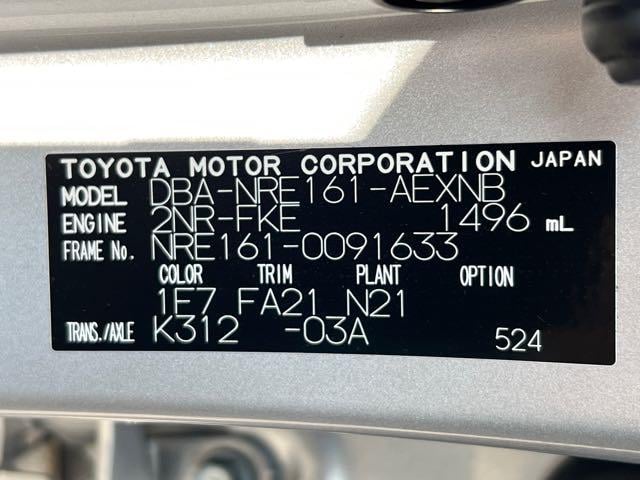 TOYOTA MOTOR CORPORATION JAPAN
MODEL DBA-NRE161-AEXNB
ENGINE 2NR-FKE 1496 mL
FRAME No. NRE161-0091633
COLOR TRIM PLANT OPTION
1E7 FA21 N21
TRANS./AXLE K312 -03A 524